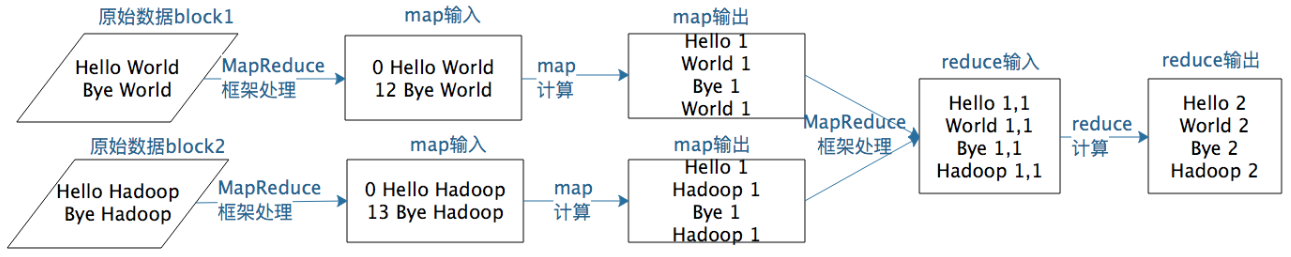 原始数据block1
Hello World
Bye World
MapReduce
框架处理
map输入
0 Hello World
12 Bye World
map
计算
map输出
Hello 1
World 1
Bye 1
World 1
原始数据block2
Hello Hadoop
Bye Hadoop
MapReduce
框架处理
map输入
0 Hello Hadoop
13 Bye Hadoop
map
计算
map输出
Hello 1
Hadoop 1
Bye 1
Hadoop 1
MapReduce
框架处理
reduce输入
Hello 1,1
World 1,1
Bye 1,1
Hadoop 1,1
reduce
计算
reduce输出
Hello 2
World 2
Bye 2
Hadoop 2